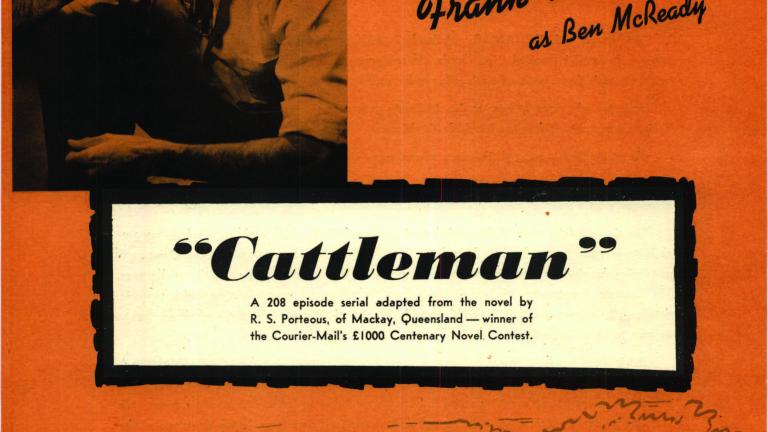 Frank
as Ben McReady
“Cattleman”
A 208 episode serial adapted from the novel by
R. S. Porteous, of Mackay, Queensland — winner of
the Courier-Mail's £1000 Centenary Novel Contest.